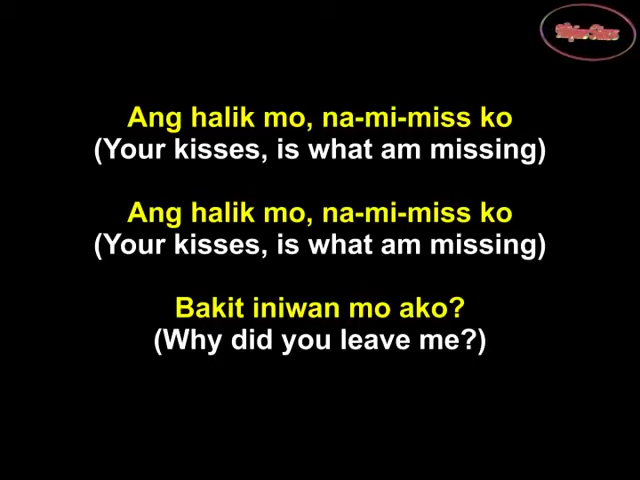 Ang halik mo, na-mi-miss ko
(Your kisses, is what am missing)
Ang halik mo, na-mi-miss ko
(Your kisses, is what am missing)
Bakit iniwan mo ako?
(Why did you leave me?)